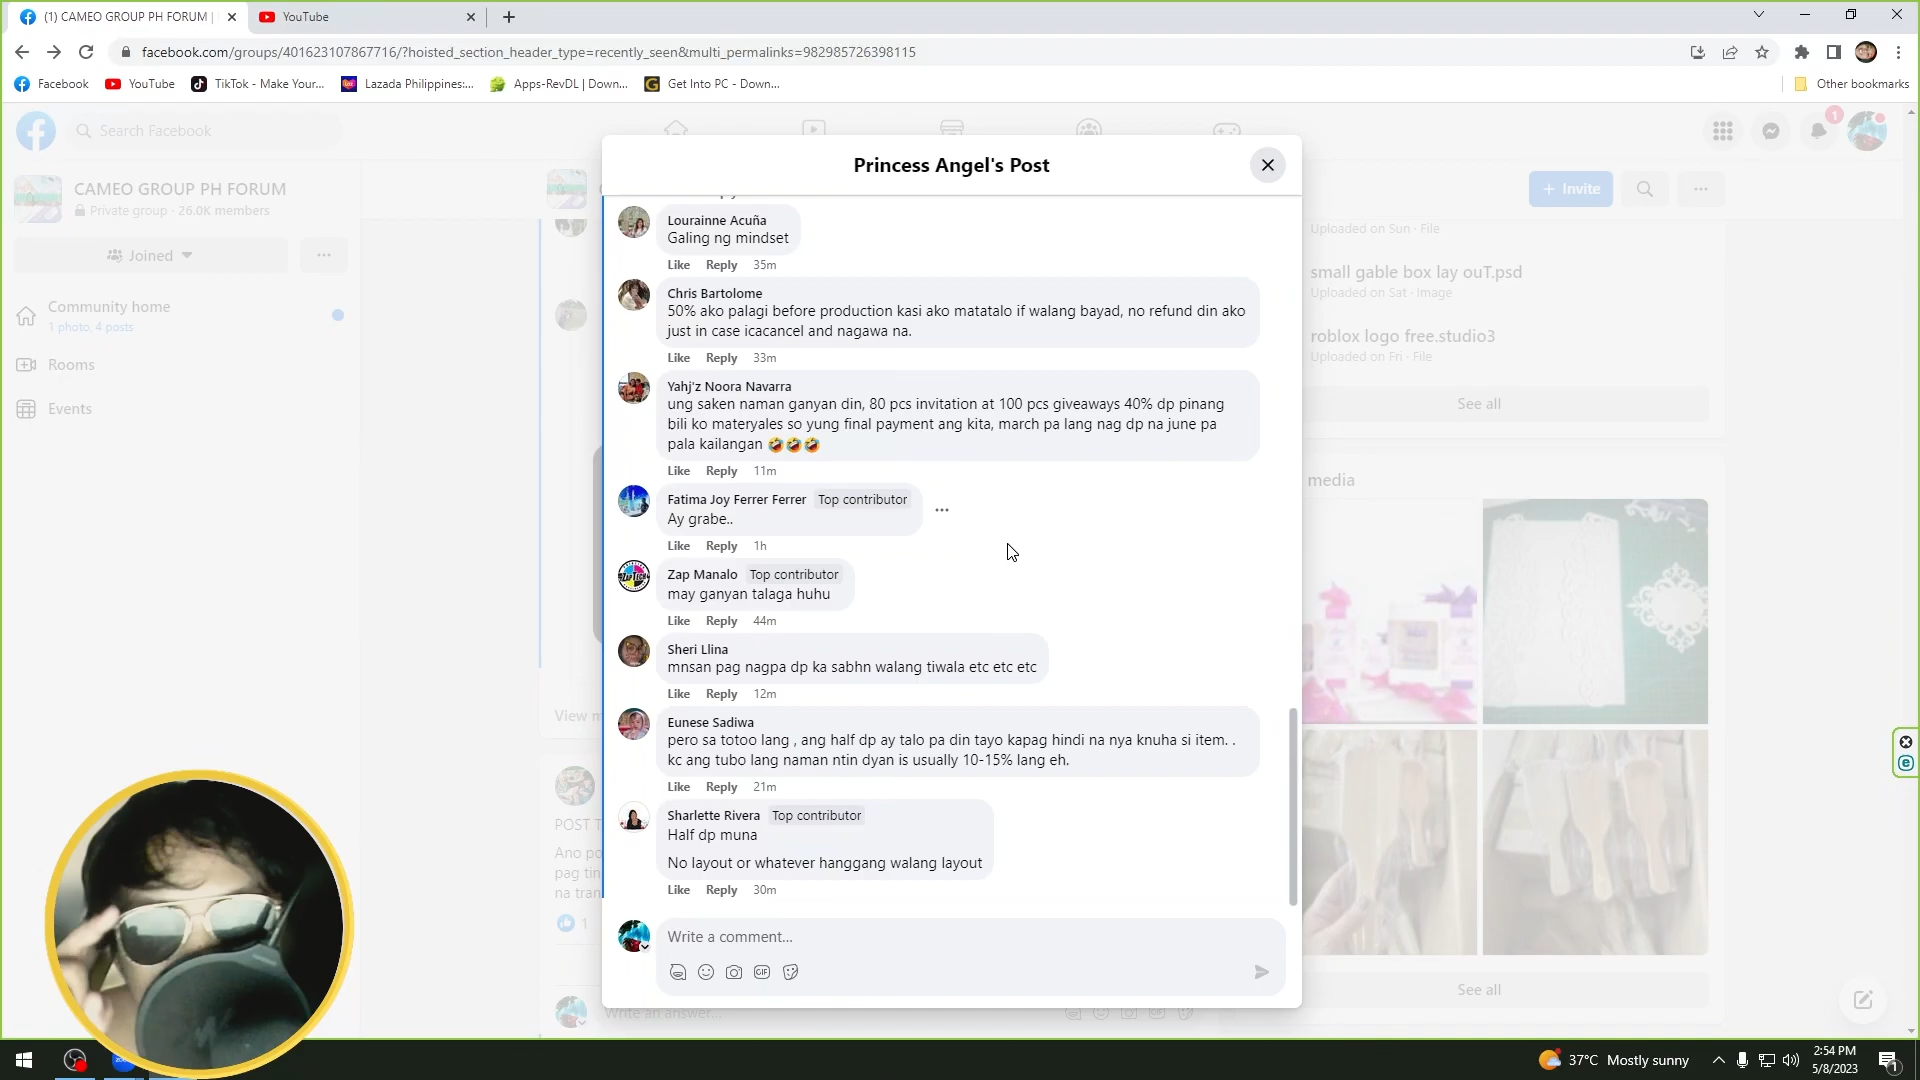 (1) CAMEO GROUP PH FORUM |
YouTube
facebook.com/groups/401623107867716/?hoisted_section_header_type=recently_seen&multi_permalinks=982985726398115
Facebook
YouTube
TikTok - Make Your...
Lazada Philippines:...
Apps-RevDL | Down...
Get Into PC - Down...
Other bookmarks
Search Facebook
1
CAMEO GROUP PH FORUM
Private group · 26.0K members
Joined
Community home
1 photo, 4 posts
Rooms
Events
Princess Angel's Post
Lourainne Acuña
Galing ng mindset
Like Reply 35m
Chris Bartolome
50% ako palagi before production kasi ako matatalo if walang bayad, no refund din ako
just in case icacancel and nagawa na.
Like Reply 33m
Yahj'z Noora Navarra
ung saken naman ganyan din, 80 pcs invitation at 100 pcs giveaways 40% dp pinang
bili ko materyales so yung final payment ang kita, march pa lang nag dp na june pa
pala kailangan 🤣🤣🤣
Like Reply 11m
Fatima Joy Ferrer Ferrer Top contributor
Ay grabe..
Like Reply 1h
Zap Manalo Top contributor
may ganyan talaga huhu
Like Reply 44m
Sheri Llina
mnsan pag nagpa dp ka sabhn walang tiwala etc etc etc
Like Reply 12m
Eunese Sadiwa
pero sa totoo lang , ang half dp ay talo pa din tayo kapag hindi na nya knuha si item. .
kc ang tubo lang naman ntin dyan is usually 10-15% lang eh.
Like Reply 21m
Sharlette Rivera Top contributor
Half dp muna
No layout or whatever hanggang walang layout
Like Reply 30m
Write a comment...
GIF
Invite
Uploaded on Sun · File
small gable box lay ouT.psd
Uploaded on Sat · Image
roblox logo free.studio3
Uploaded on Fri · File
See all
media
See all
View m
POST T
Ano po
pag tin
na tran
1
Write an answer...
37°C Mostly sunny
2:54 PM
5/8/2023
1